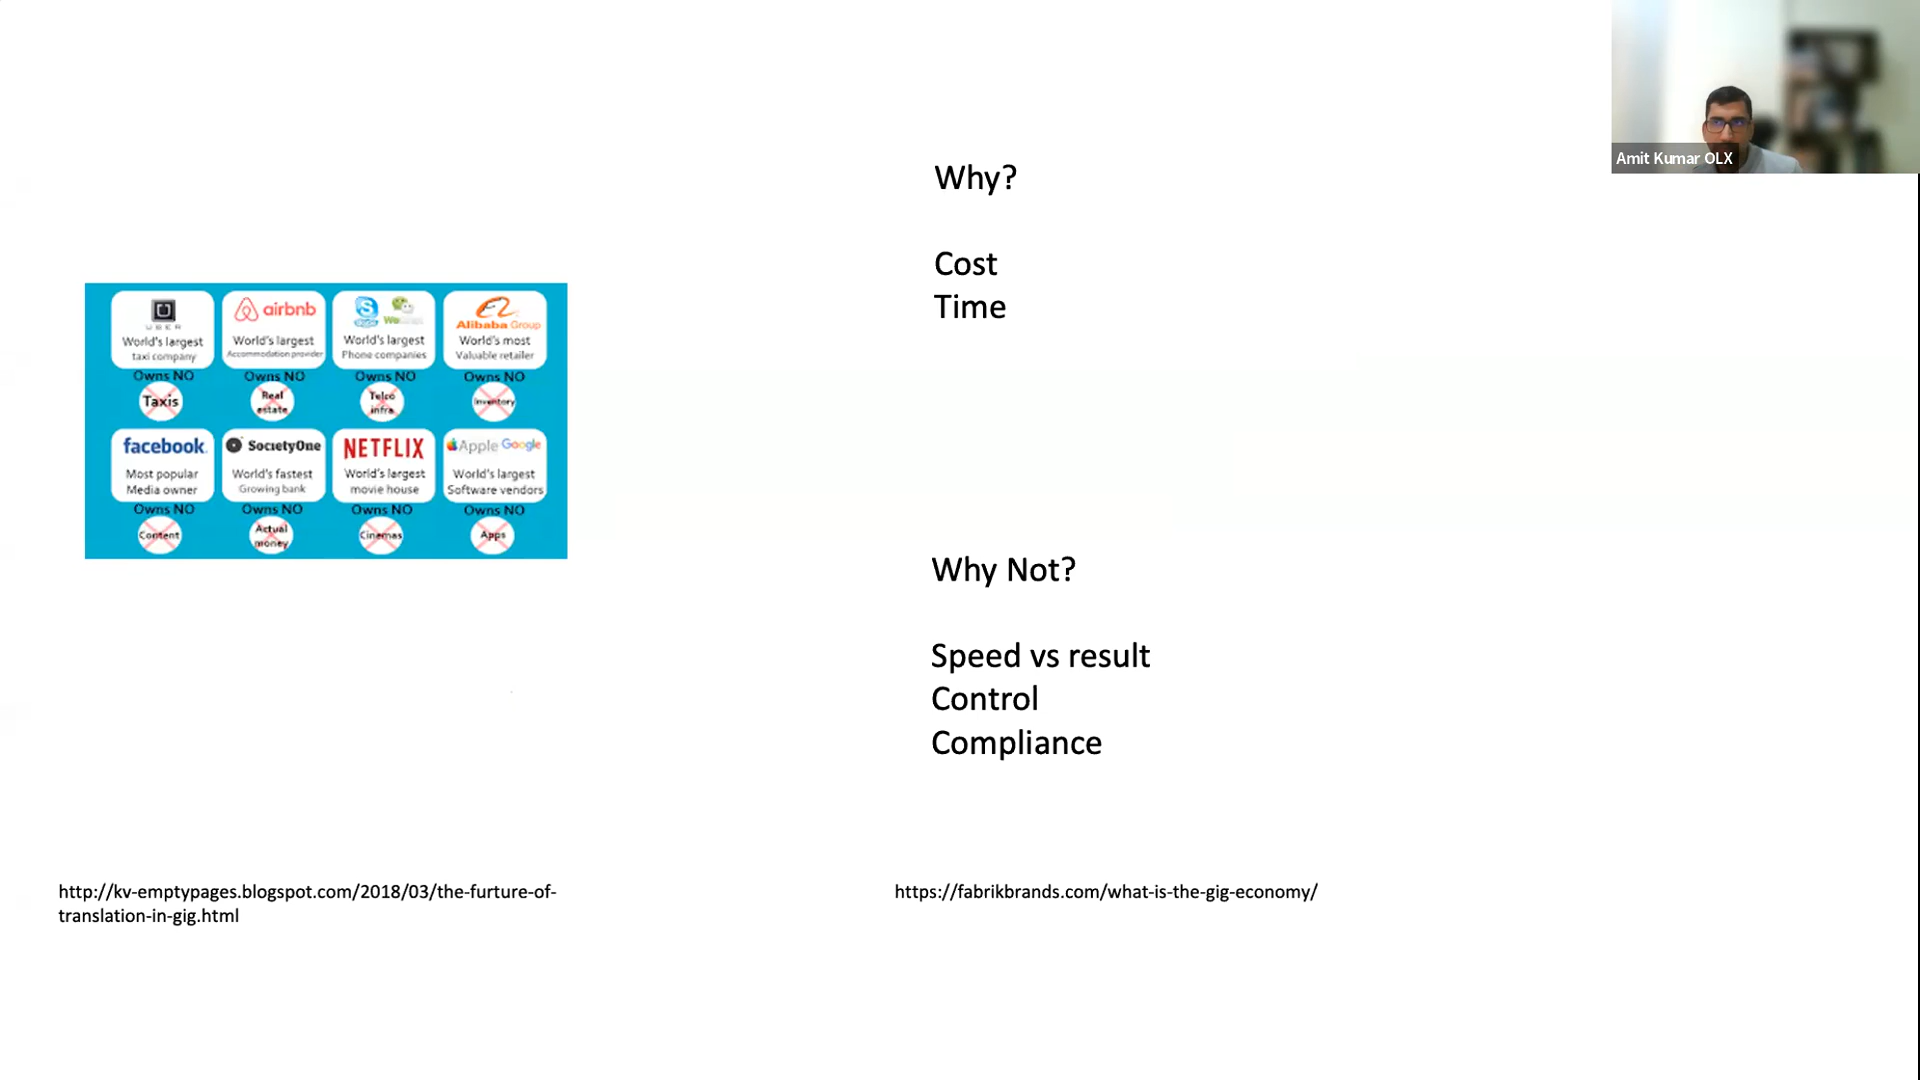 Amit Kumar OLX
Why?
Cost
Time
UBER
World's largest
taxi company
Owns NO
Taxis
airbnb
World's largest
Accommodation provider
Owns NO
Real
estate
World's largest
Phone companies
Owns NO
Telco
infra
Alibaba Group
World's most
Valuable retailer
Owns NO
Inventory
facebook
Most popular
Media owner
Owns NO
Content
SocietyOne
World's fastest
Growing bank
Owns NO
Actual
money
NETFLIX
World's largest
movie house
Owns NO
Cinemas
Apple Google
World's largest
Software vendors
Owns NO
Apps
Why Not?
Speed vs result
Control
Compliance
http://kv-emptypages.blogspot.com/2018/03/the-furture-of-
translation-in-gig.html
https://fabrikbrands.com/what-is-the-gig-economy/